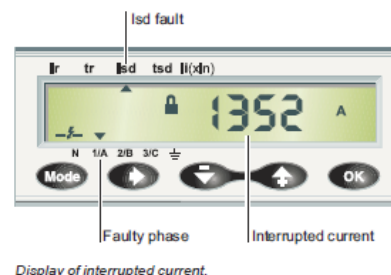 Isd fault
Ir tr Isd tsd Ii(xIn)
1352 A
N 1/A 2/B 3/C
Mode OK
Faulty phase Interrupted current
Display of interrupted current.